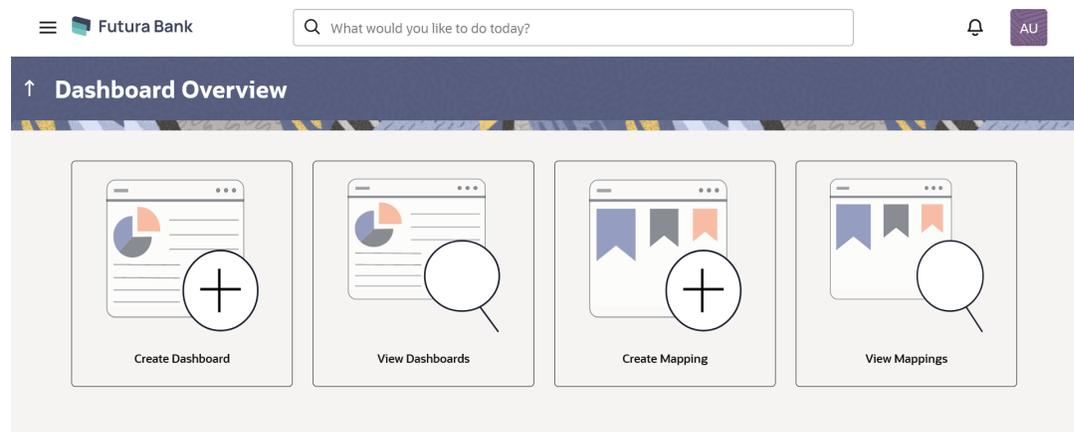 Futura Bank
What would you like to do today?
AU
Dashboard Overview
Create Dashboard
View Dashboards
Create Mapping
View Mappings